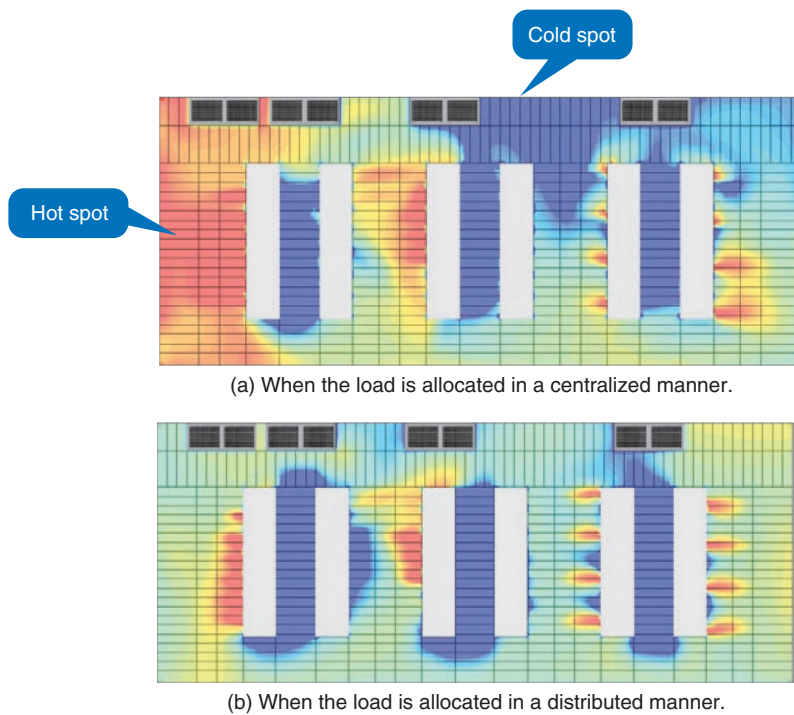 Cold spot
Hot spot
(a) When the load is allocated in a centralized manner.
(b) When the load is allocated in a distributed manner.